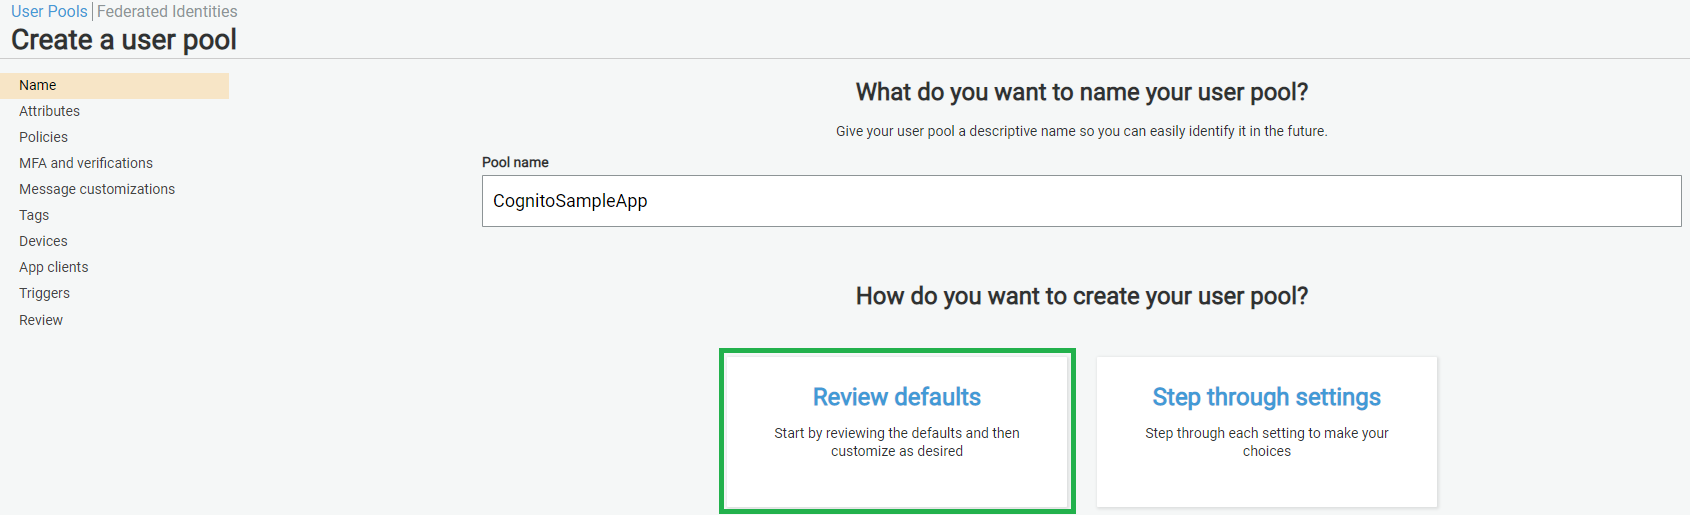 User Pools | Federated Identities
Create a user pool
Name
Attributes
Policies
MFA and verifications
Message customizations
Tags
Devices
App clients
Triggers
Review
What do you want to name your user pool?
Give your user pool a descriptive name so you can easily identify it in the future.
Pool name
CognitoSampleApp
How do you want to create your user pool?
Review defaults
Start by reviewing the defaults and then
customize as desired
Step through settings
Step through each setting to make your
choices